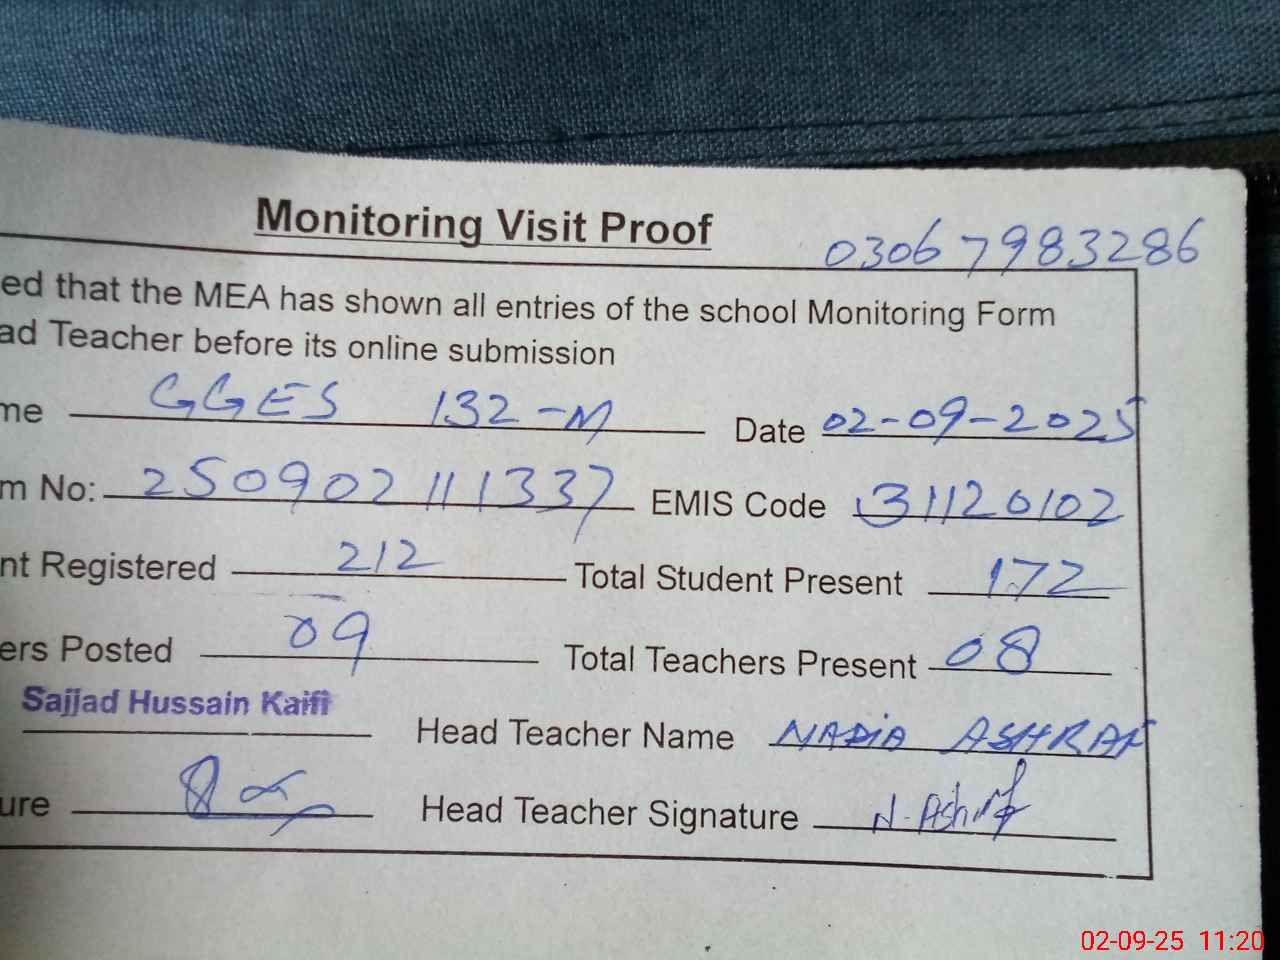 Monitoring Visit Proof
03067983286
ed that the MEA has shown all entries of the school Monitoring Form
ad Teacher before its online submission
me GGES 132-M Date 02-09-2025
m No: 250902111337 EMIS Code 31120102
nt Registered 212 Total Student Present 172
ers Posted 09 Total Teachers Present 08
Sajjad Hussain Kaifi Head Teacher Name NADIA ASHRAF
ure Head Teacher Signature N. Ashraf
02-09-25 11:20